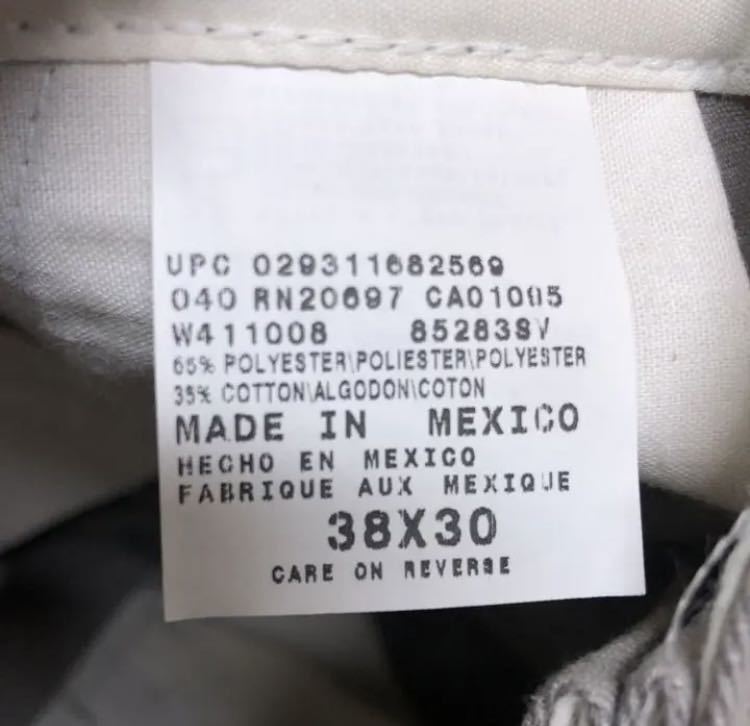 UPC 029311682569
040 RN20697 CA01005
W411008 85283SV
65% POLYESTER\POLIESTER\POLYESTER
35% COTTON\ALGODON\COTON
MADE IN MEXICO
HECHO EN MEXICO
FABRIQUE AUX MEXIQUE
38X30
CARE ON REVERSE